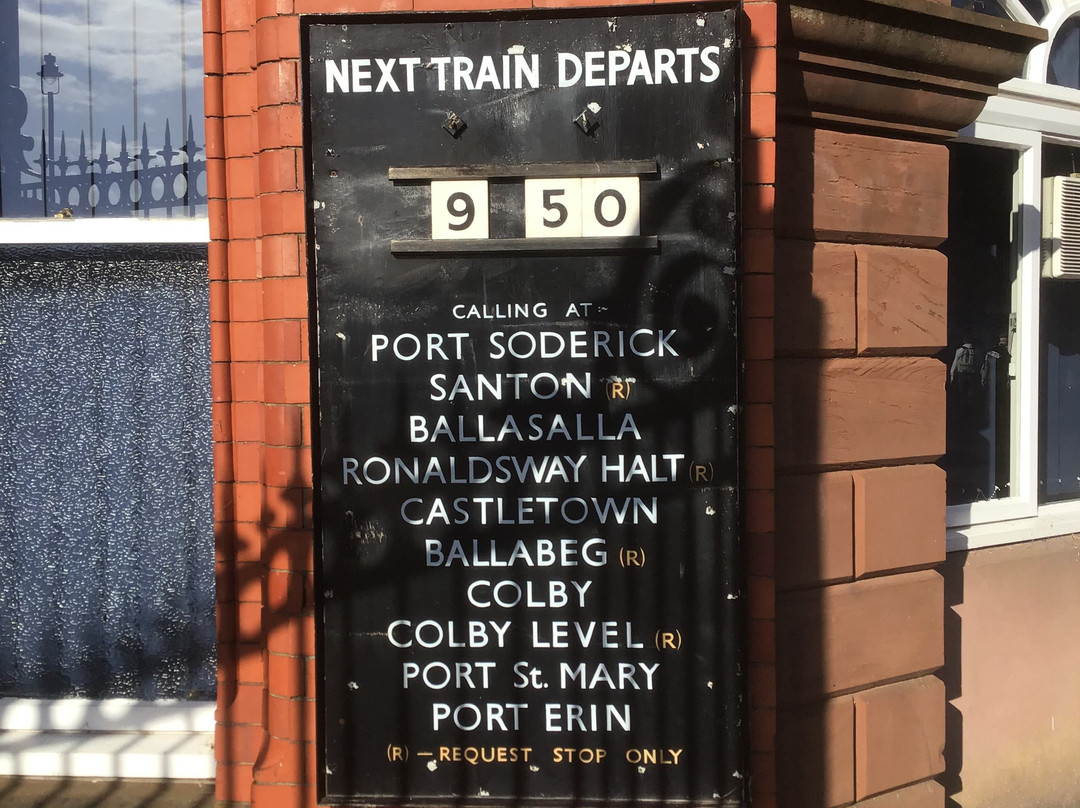 NEXT TRAIN DEPARTS
9 50
CALLING AT:-
PORT SODERICK
SANTON (R)
BALLASALLA
RONALDSWAY HALT (R)
CASTLETOWN
BALLABEG (R)
COLBY
COLBY LEVEL (R)
PORT St. MARY
PORT ERIN
(R) — REQUEST STOP ONLY